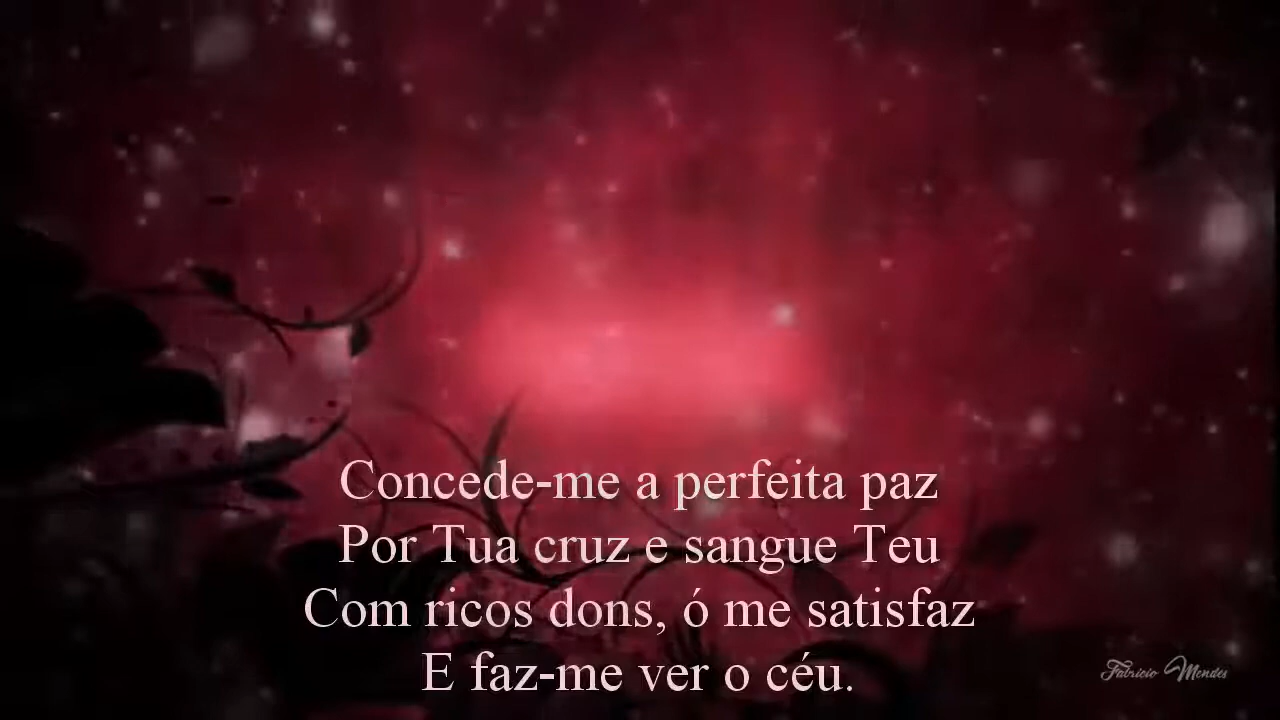 Concede-me a perfeita paz
Por Tua cruz e sangue Teu
Com ricos dons, ó me satisfaz
E faz-me ver o céu.
Fabricio Mendes